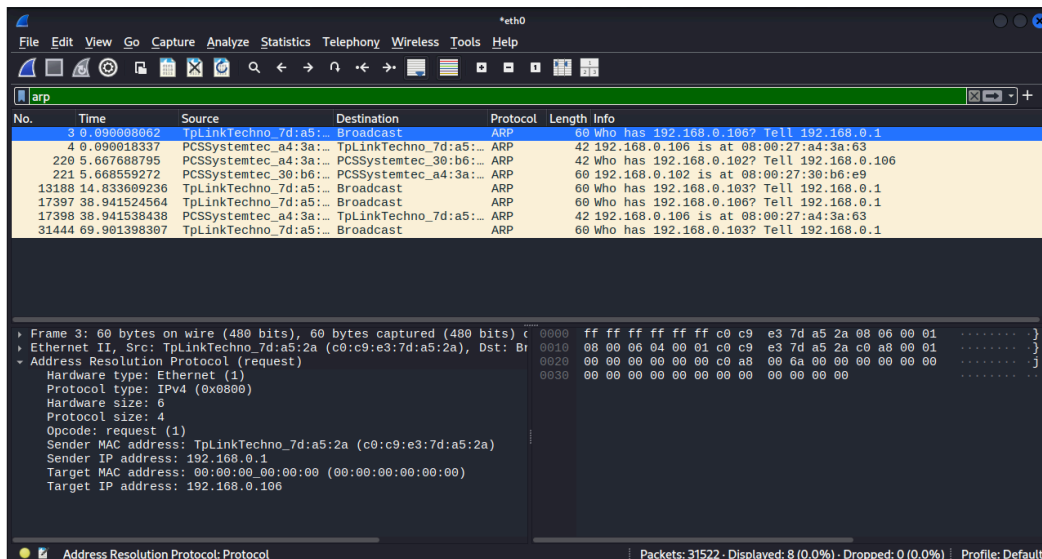 *eth0
File Edit View Go Capture Analyze Statistics Telephony Wireless Tools Help
arp
No. Time Source Destination Protocol Length Info
3 0.090008062 TpLinkTechno_7d:a5:… Broadcast ARP 60 Who has 192.168.0.106? Tell 192.168.0.1
4 0.090018337 PCSSystemtec_a4:3a:… TpLinkTechno_7d:a5:… ARP 42 192.168.0.106 is at 08:00:27:a4:3a:63
220 5.667688795 PCSSystemtec_a4:3a:… PCSSystemtec_30:b6:… ARP 42 Who has 192.168.0.102? Tell 192.168.0.106
221 5.668559272 PCSSystemtec_30:b6:… PCSSystemtec_a4:3a:… ARP 60 192.168.0.102 is at 08:00:27:30:b6:e9
13188 14.833609236 TpLinkTechno_7d:a5:… Broadcast ARP 60 Who has 192.168.0.103? Tell 192.168.0.1
17397 38.941524564 TpLinkTechno_7d:a5:… Broadcast ARP 60 Who has 192.168.0.106? Tell 192.168.0.1
17398 38.941538438 PCSSystemtec_a4:3a:… TpLinkTechno_7d:a5:… ARP 42 192.168.0.106 is at 08:00:27:a4:3a:63
31444 69.901398307 TpLinkTechno_7d:a5:… Broadcast ARP 60 Who has 192.168.0.103? Tell 192.168.0.1
Frame 3: 60 bytes on wire (480 bits), 60 bytes captured (480 bits) o
Ethernet II, Src: TpLinkTechno_7d:a5:2a (c0:c9:e3:7d:a5:2a), Dst: Br
Address Resolution Protocol (request)
Hardware type: Ethernet (1)
Protocol type: IPv4 (0x0800)
Hardware size: 6
Protocol size: 4
Opcode: request (1)
Sender MAC address: TpLinkTechno_7d:a5:2a (c0:c9:e3:7d:a5:2a)
Sender IP address: 192.168.0.1
Target MAC address: 00:00:00_00:00:00 (00:00:00:00:00:00)
Target IP address: 192.168.0.106
0000 ff ff ff ff ff ff c0 c9 e3 7d a5 2a 08 06 00 01 ········ ·}
0010 08 00 06 04 00 01 c0 c9 e3 7d a5 2a c0 a8 00 01 ········ ·}
0020 00 00 00 00 00 00 c0 a8 00 6a 00 00 00 00 00 00 ········ ·j
0030 00 00 00 00 00 00 00 00 00 00 00 00 ········ ··
Address Resolution Protocol: Protocol
Packets: 31522 · Displayed: 8 (0.0%) · Dropped: 0 (0.0%)
Profile: Default